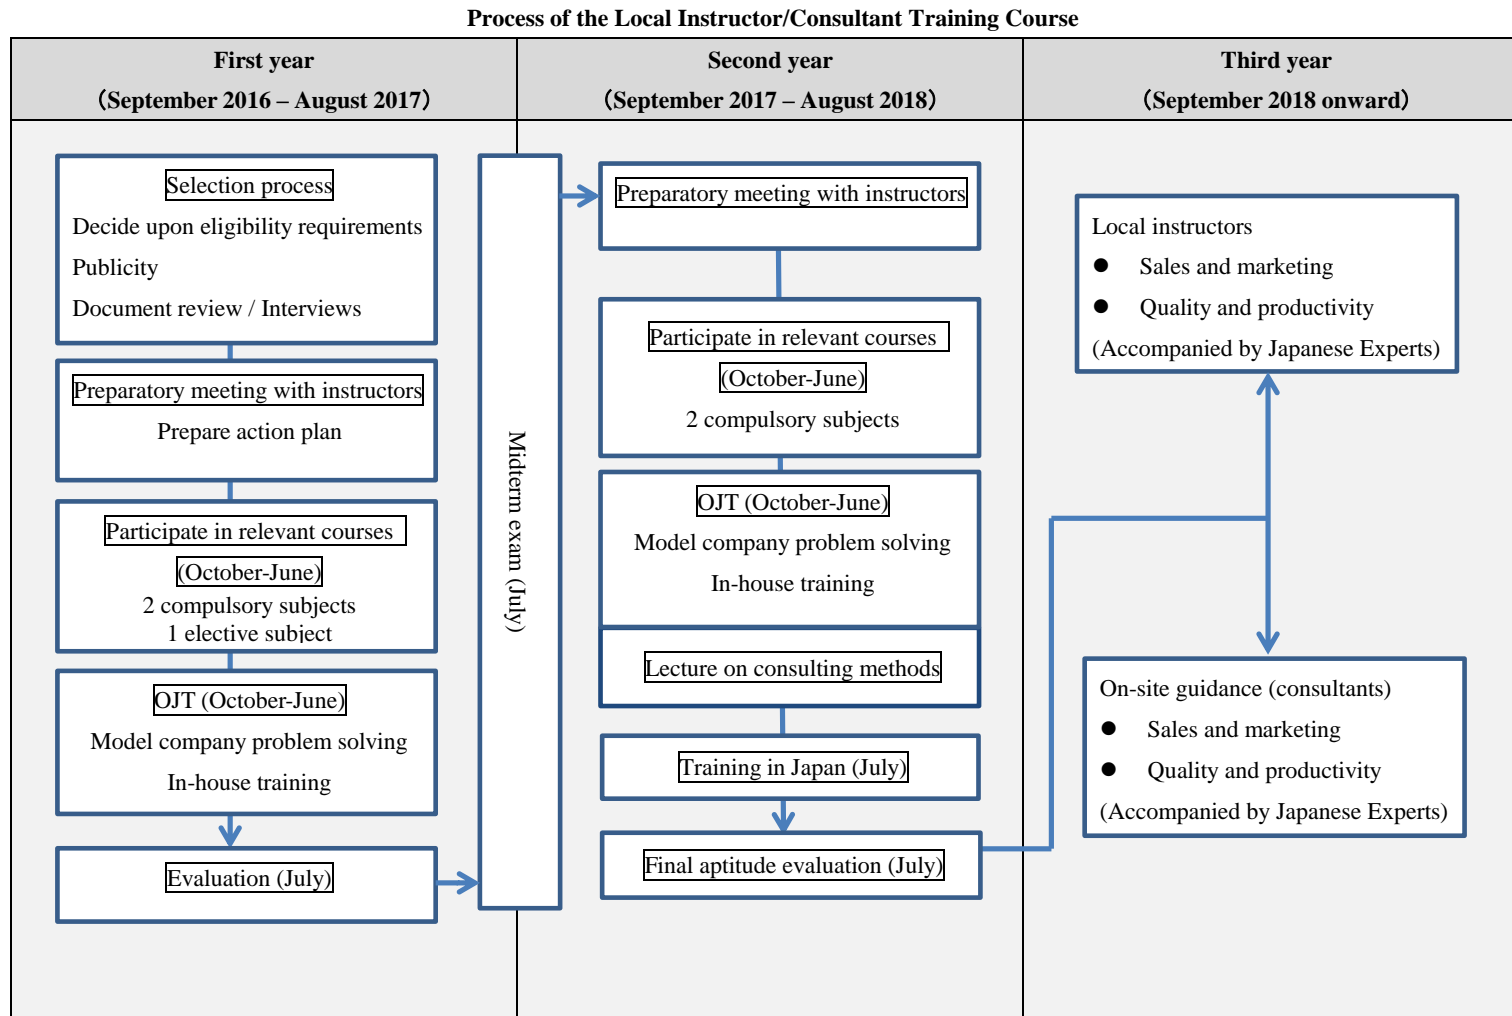 Process of the Local Instructor/Consultant Training Course
First year
（September 2016 – August 2017）
Second year
（September 2017 – August 2018）
Third year
（September 2018 onward）
Selection process
Decide upon eligibility requirements
Publicity
Document review / Interviews
Preparatory meeting with instructors
Prepare action plan
Participate in relevant courses
(October-June)
2 compulsory subjects
1 elective subject
OJT (October-June)
Model company problem solving
In-house training
Evaluation (July)
Midterm exam (July)
Preparatory meeting with instructors
Participate in relevant courses
(October-June)
2 compulsory subjects
OJT (October-June)
Model company problem solving
In-house training
Lecture on consulting methods
Training in Japan (July)
Final aptitude evaluation (July)
Local instructors
● Sales and marketing
● Quality and productivity
(Accompanied by Japanese Experts)
On-site guidance (consultants)
● Sales and marketing
● Quality and productivity
(Accompanied by Japanese Experts)